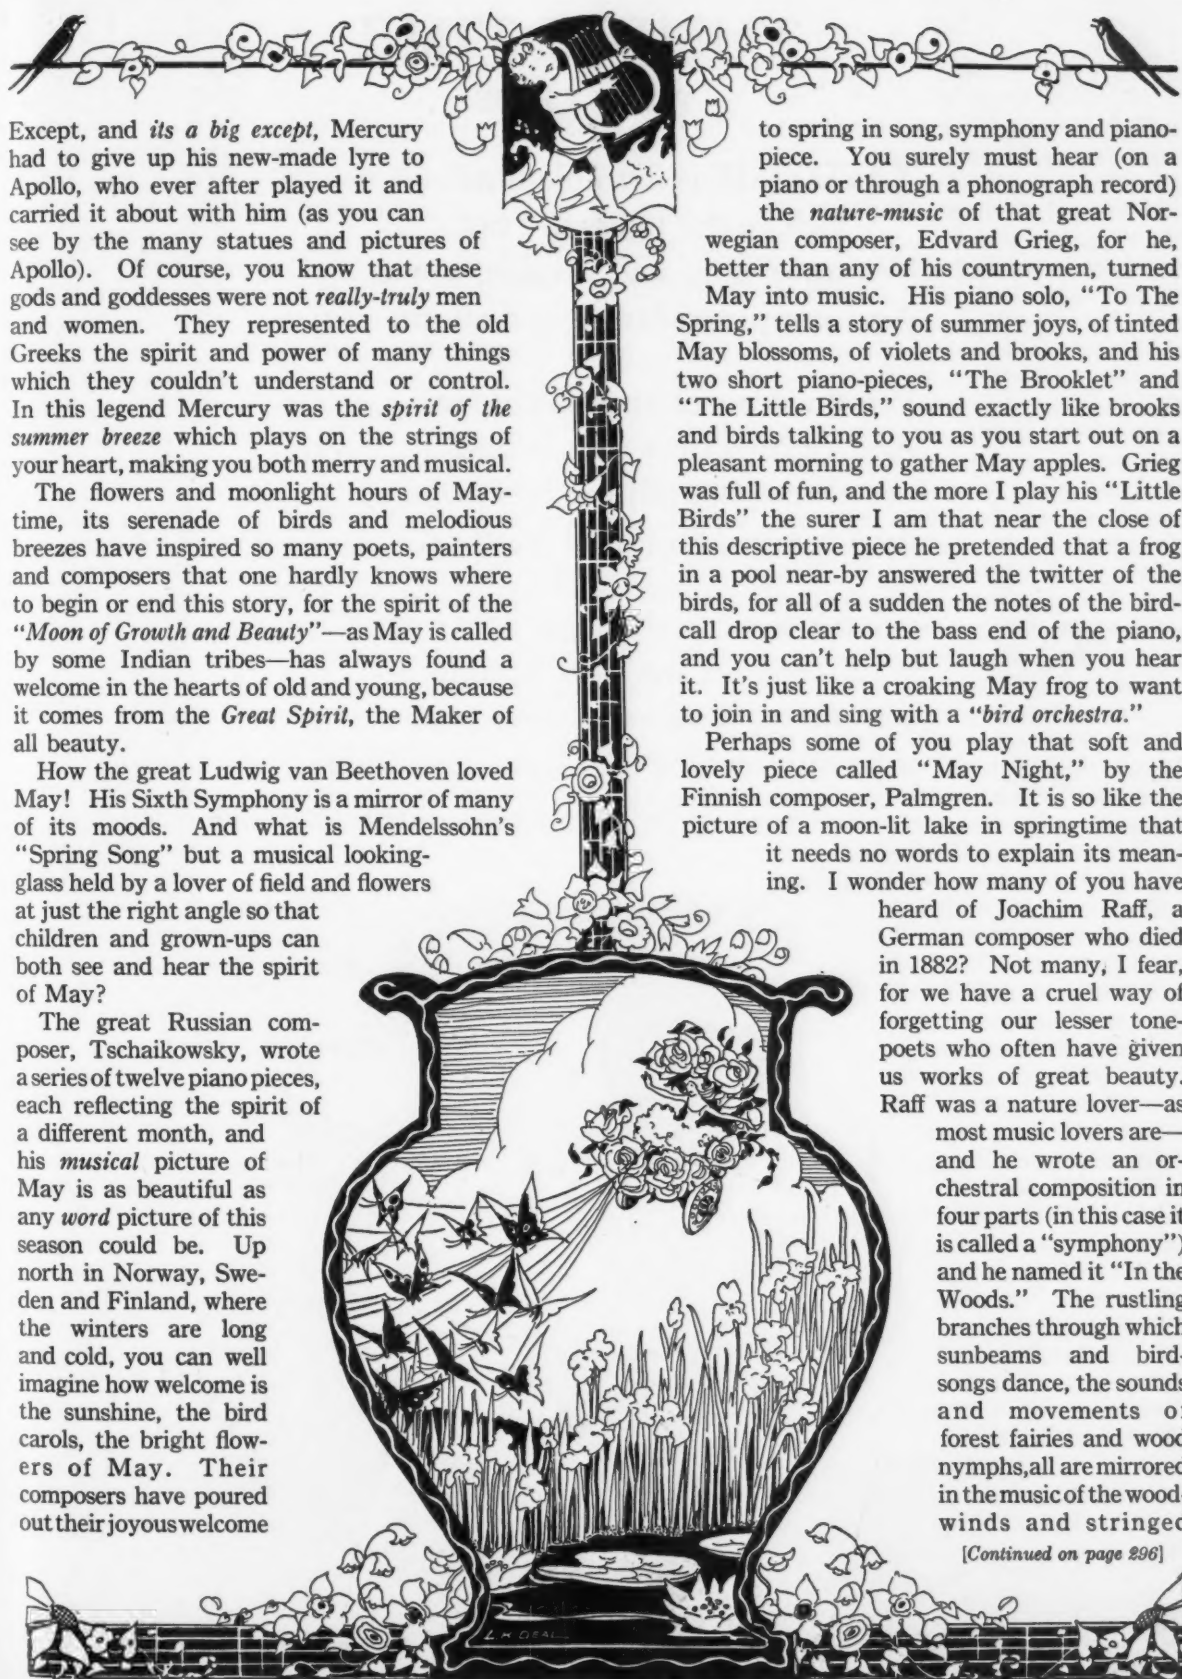 Except, and its a big except, Mercury
had to give up his new-made lyre to
Apollo, who ever after played it and
carried it about with him (as you can
see by the many statues and pictures of
Apollo). Of course, you know that these
gods and goddesses were not really-truly men
and women. They represented to the old
Greeks the spirit and power of many things
which they couldn't understand or control.
In this legend Mercury was the spirit of the
summer breeze which plays on the strings of
your heart, making you both merry and musical.
The flowers and moonlight hours of May-
time, its serenade of birds and melodious
breezes have inspired so many poets, painters
and composers that one hardly knows where
to begin or end this story, for the spirit of the
"Moon of Growth and Beauty"—as May is called
by some Indian tribes—has always found a
welcome in the hearts of old and young, because
it comes from the Great Spirit, the Maker of
all beauty.
How the great Ludwig van Beethoven loved
May! His Sixth Symphony is a mirror of many
of its moods. And what is Mendelssohn's
"Spring Song" but a musical looking-
glass held by a lover of field and flowers
at just the right angle so that
children and grown-ups can
both see and hear the spirit
of May?
The great Russian com-
poser, Tschaikowsky, wrote
a series of twelve piano pieces,
each reflecting the spirit of
a different month, and
his musical picture of
May is as beautiful as
any word picture of this
season could be. Up
north in Norway, Swe-
den and Finland, where
the winters are long
and cold, you can well
imagine how welcome is
the sunshine, the bird
carols, the bright flow-
ers of May. Their
composers have poured
out their joyous welcome
to spring in song, symphony and piano-
piece. You surely must hear (on a
piano or through a phonograph record)
the nature-music of that great Nor-
wegian composer, Edvard Grieg, for he,
better than any of his countrymen, turned
May into music. His piano solo, "To The
Spring," tells a story of summer joys, of tinted
May blossoms, of violets and brooks, and his
two short piano-pieces, "The Brooklet" and
"The Little Birds," sound exactly like brooks
and birds talking to you as you start out on a
pleasant morning to gather May apples. Grieg
was full of fun, and the more I play his "Little
Birds" the surer I am that near the close of
this descriptive piece he pretended that a frog
in a pool near-by answered the twitter of the
birds, for all of a sudden the notes of the bird-
call drop clear to the bass end of the piano,
and you can't help but laugh when you hear
it. It's just like a croaking May frog to want
to join in and sing with a "bird orchestra."
Perhaps some of you play that soft and
lovely piece called "May Night," by the
Finnish composer, Palmgren. It is so like the
picture of a moon-lit lake in springtime that
it needs no words to explain its mean-
ing. I wonder how many of you have
heard of Joachim Raff, a
German composer who died
in 1882? Not many, I fear,
for we have a cruel way of
forgetting our lesser tone-
poets who often have given
us works of great beauty.
Raff was a nature lover—as
most music lovers are—
and he wrote an or-
chestral composition in
four parts (in this case it
is called a "symphony")
and he named it "In the
Woods." The rustling
branches through which
sunbeams and bird-
songs dance, the sounds
and movements of
forest fairies and wood
nymphs, all are mirrored
in the music of the wood-
winds and stringed
[Continued on page 296]
L. K. DEAL